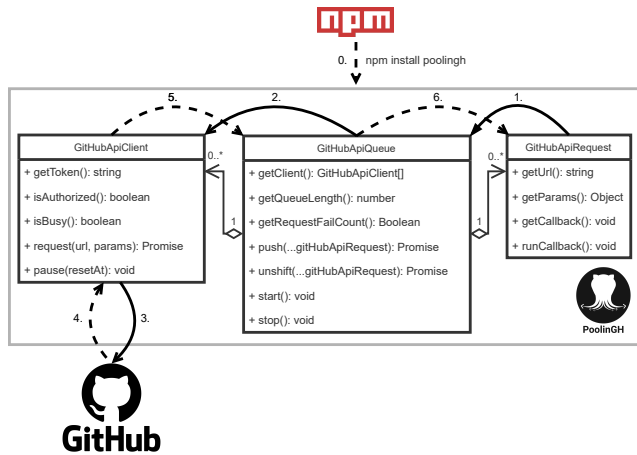 npm
0. npm install poolingh
5.
2.
6.
1.
GitHubApiClient
+ getToken(): string
+ isAuthorized(): boolean
+ isBusy(): boolean
+ request(url, params): Promise
+ pause(resetAt): void
0..*
1
GitHubApiQueue
+ getClient(): GitHubApiClient[]
+ getQueueLength(): number
+ getRequestFailCount(): Boolean
+ push(...gitHubApiRequest): Promise
+ unshift(...gitHubApiRequest): Promise
+ start(): void
+ stop(): void
0..*
1
GitHubApiRequest
+ getUrl(): string
+ getParams(): Object
+ getCallback(): void
+ runCallback(): void
PoolinGH
4.
3.
GitHub